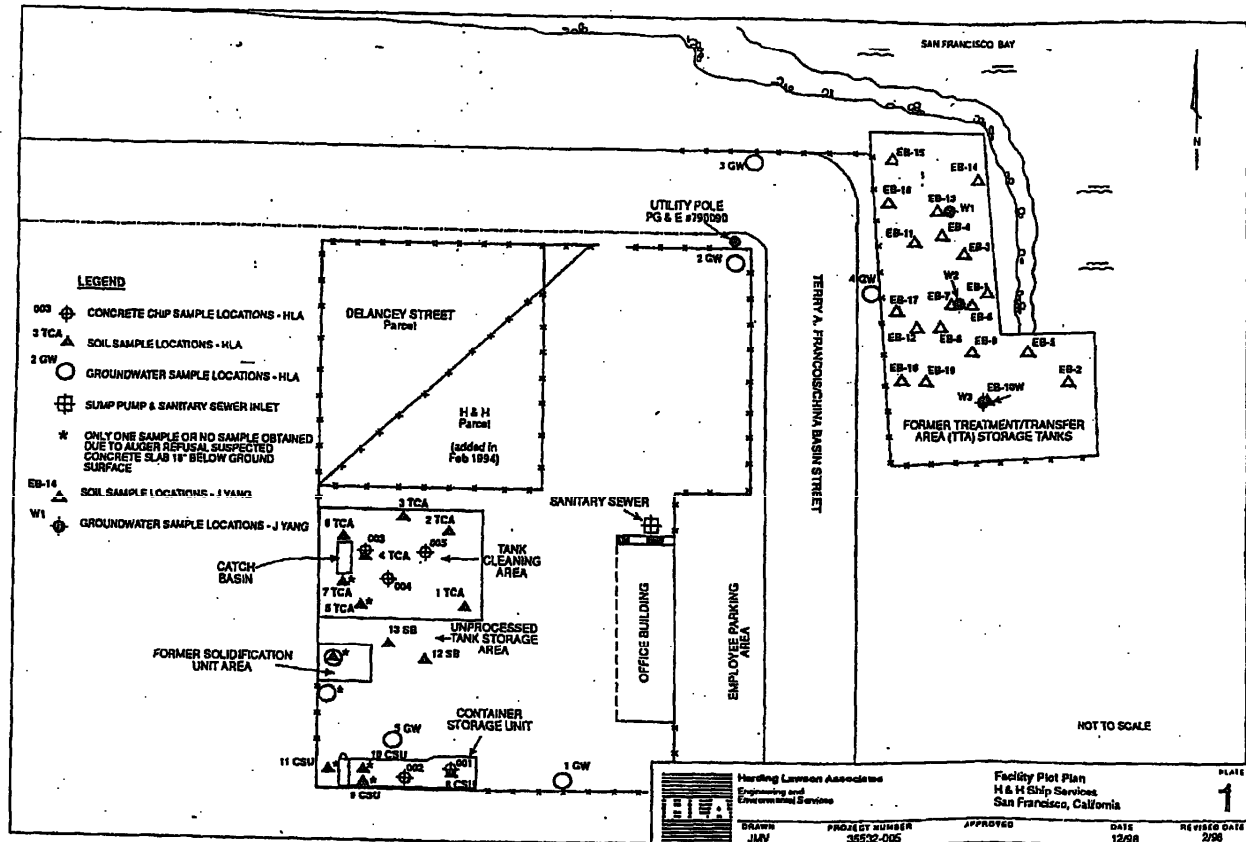 SAN FRANCISCO BAY
N
3 GW
UTILITY POLE
PG & E #790090
2 GW
4 GW
EB-15
EB-14
EB-13
W1
EB-11
EB-4
EB-3
W2
EB-1
EB-17
EB-7
EB-6
EB-12
EB-8
EB-9
EB-5
EB-19
EB-2
W3
EB-10W
FORMER TREATMENT/TRANSFER
AREA (TTA) STORAGE TANKS
TERRY A. FRANCOIS/CHINA BASIN STREET
LEGEND
003 CONCRETE CHIP SAMPLE LOCATIONS - HLA
3 TCA SOIL SAMPLE LOCATIONS - HLA
2 GW GROUNDWATER SAMPLE LOCATIONS - HLA
SUMP PUMP & SANITARY SEWER INLET
* ONLY ONE SAMPLE OR NO SAMPLE OBTAINED
DUE TO AUGER REFUSAL SUSPECTED
CONCRETE SLAB 18" BELOW GROUND
SURFACE
EB-14 SOIL SAMPLE LOCATIONS - J YANG
W1 GROUNDWATER SAMPLE LOCATIONS - J YANG
DELANCEY STREET
Parcel
H & H
Parcel
(added in
Feb 1994)
SANITARY SEWER
3 TCA
6 TCA
2 TCA
003
005
4 TCA
TANK
CLEANING
AREA
CATCH
BASIN
004
7 TCA
5 TCA
1 TCA
13 SB
UNPROCESSED
TANK STORAGE
AREA
12 SB
FORMER SOLIDIFICATION
UNIT AREA
OFFICE BUILDING
EMPLOYEE PARKING
AREA
CONTAINER
STORAGE UNIT
5 GW
11 CSU
10 CSU
002
001
8 CSU
9 CSU
1 GW
NOT TO SCALE
Harding Lawson Associates
Engineering and
Environmental Services
Facility Plot Plan
H & H Ship Services
San Francisco, California
PLATE
1
DRAWN
JMV
PROJECT NUMBER
35532-005
APPROVED
DATE
12/98
REVISED DATE
2/98